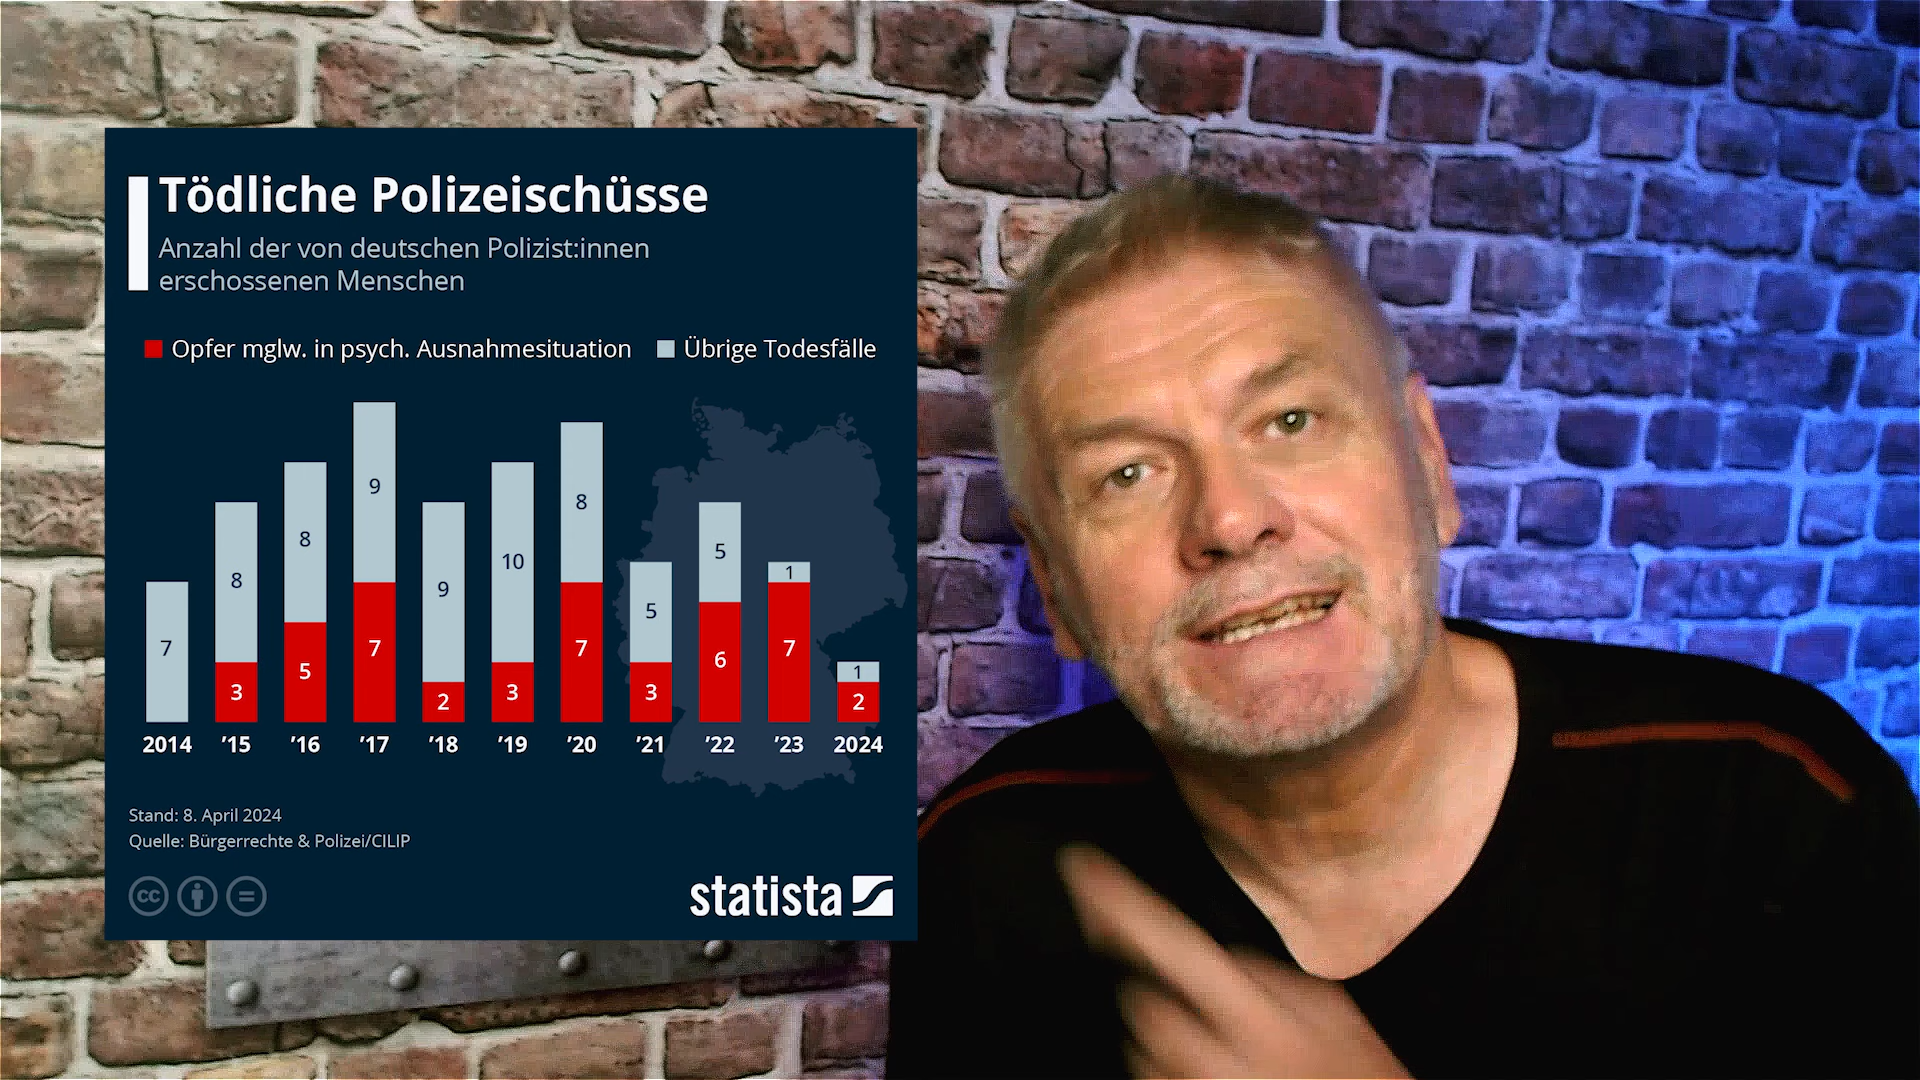 Tödliche Polizeischüsse
Anzahl der von deutschen Polizist:innen
erschossenen Menschen
Opfer mglw. in psych. Ausnahmesituation Übrige Todesfälle
7 8 8 9 9 10 8 5 5 1 1
3 5 7 2 3 7 3 6 7 2
2014 ’15 ’16 ’17 ’18 ’19 ’20 ’21 ’22 ’23 2024
Stand: 8. April 2024
Quelle: Bürgerrechte & Polizei/CILIP
cc
statista